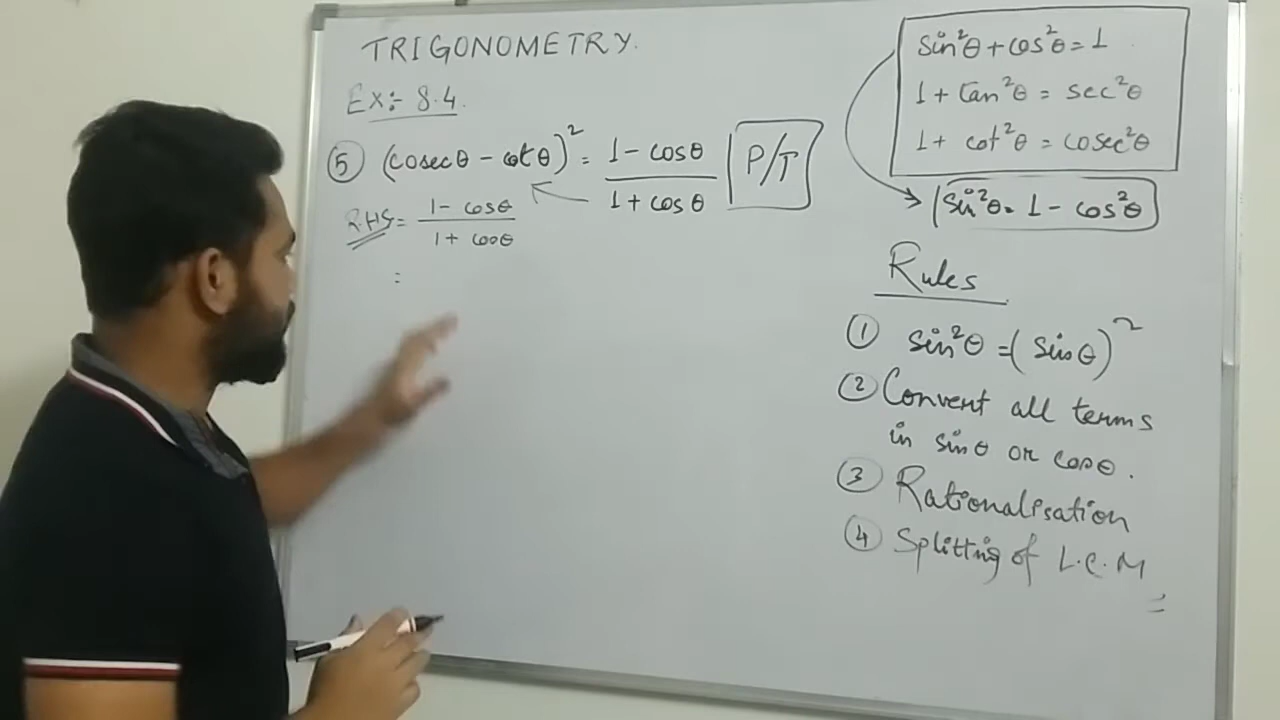 TRIGONOMETRY.
Ex:- 8.4.
⑤ (cosecθ - cotθ)² = 1 - cosθ / 1 + cosθ | P/T
RHS = 1 - cosθ / 1 + cosθ
=
sin²θ + cos²θ = 1
1 + tan²θ = sec²θ
1 + cot²θ = cosec²θ
sin²θ = 1 - cos²θ
Rules
① sin²θ = (sinθ)²
② Convert all terms
in sinθ or cosθ.
③ Rationalisation
④ Splitting of L.C.M